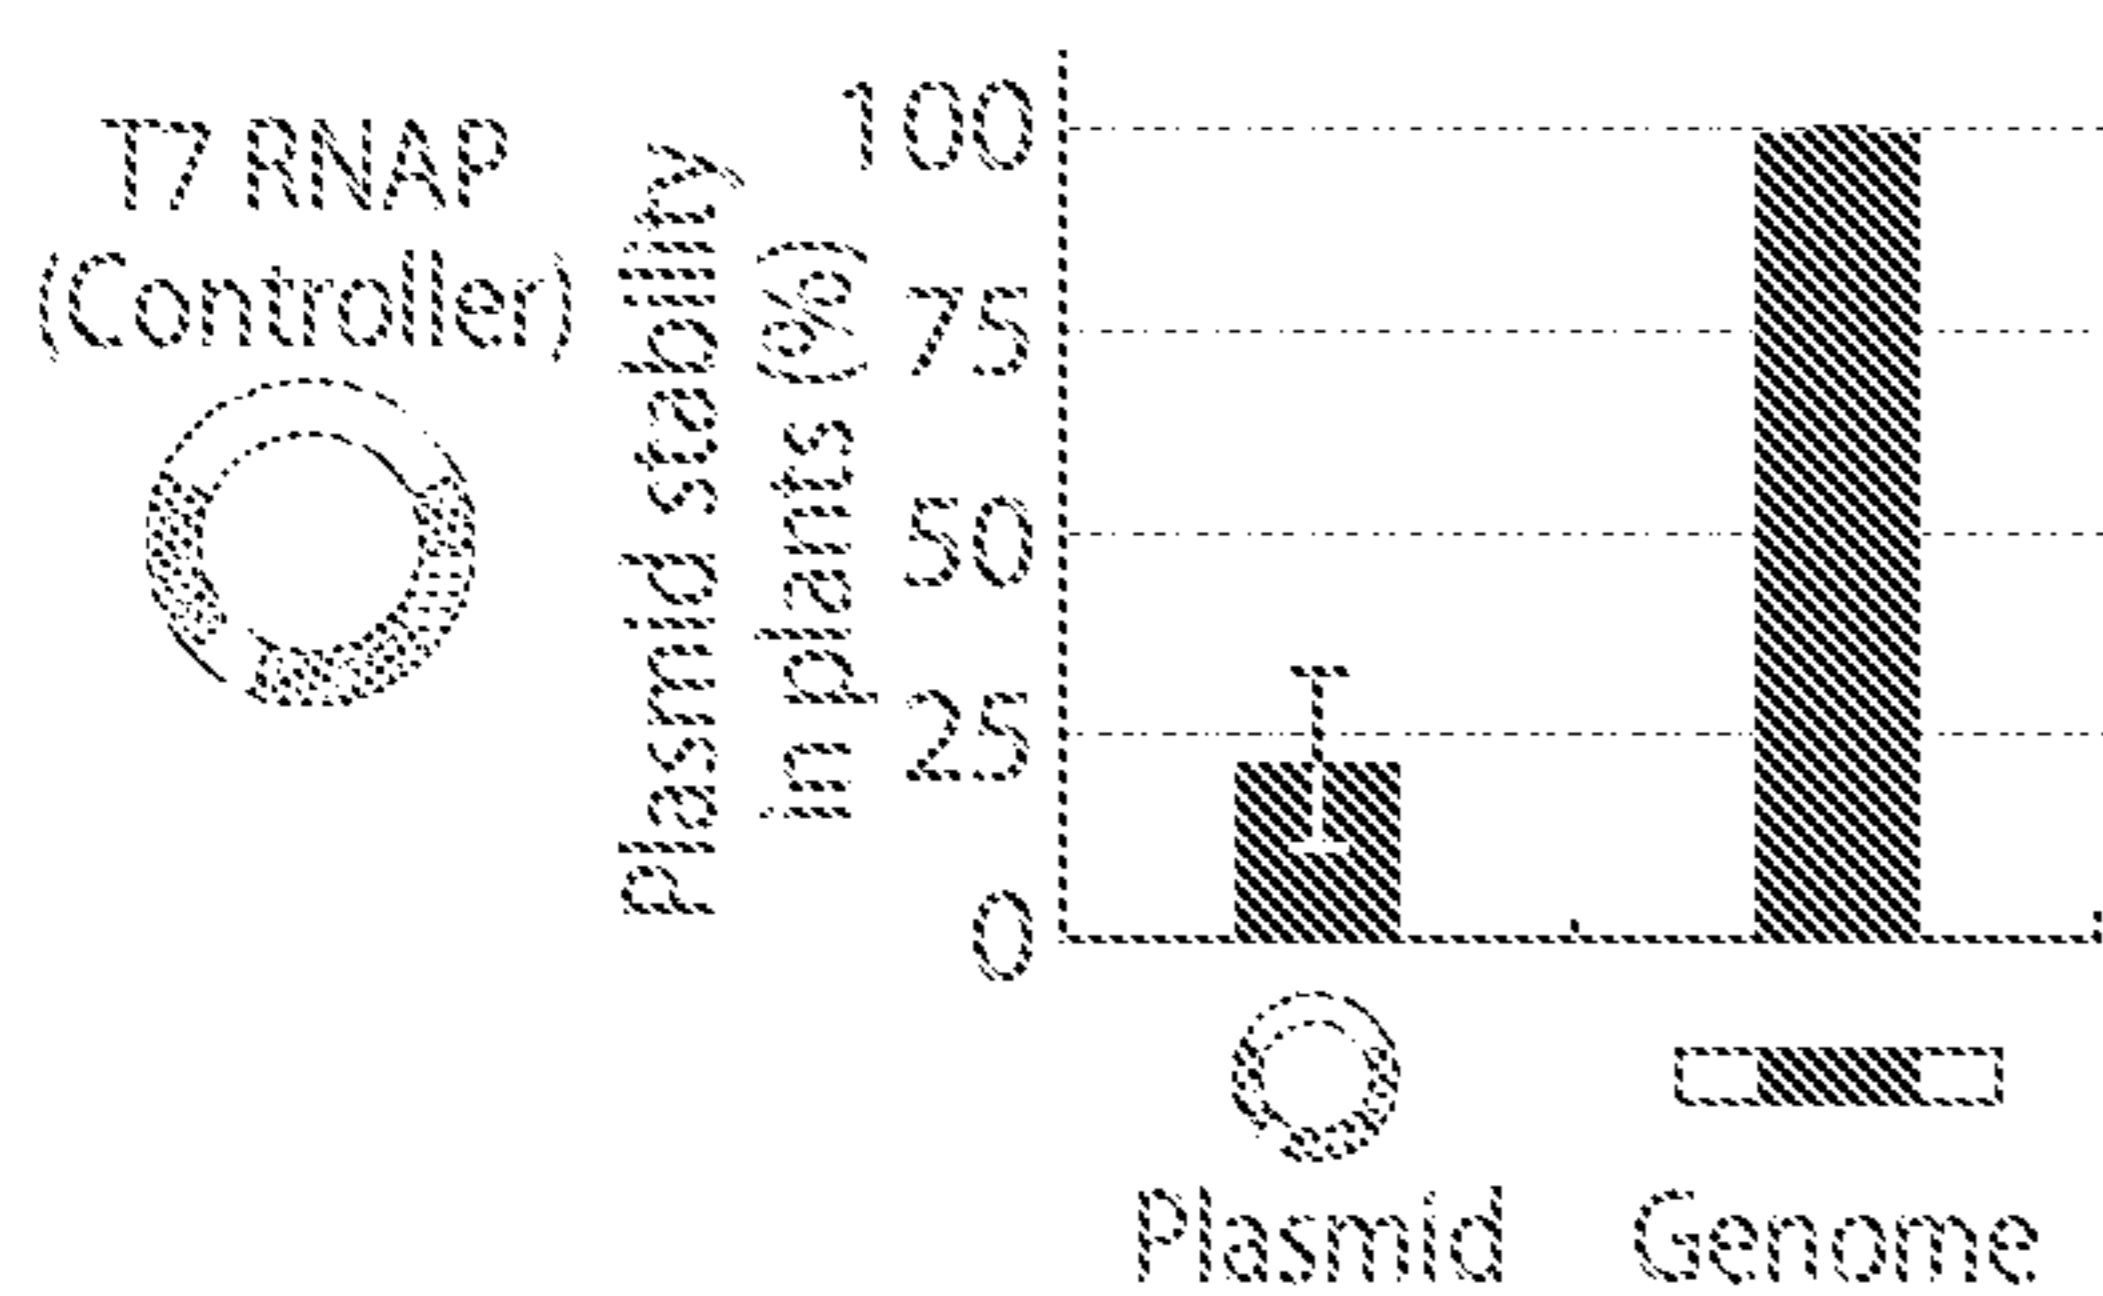 T7 RNAP
(Controller)
Plasmid stability
in plants (%)
100
75
50
25
0
Plasmid
Genome